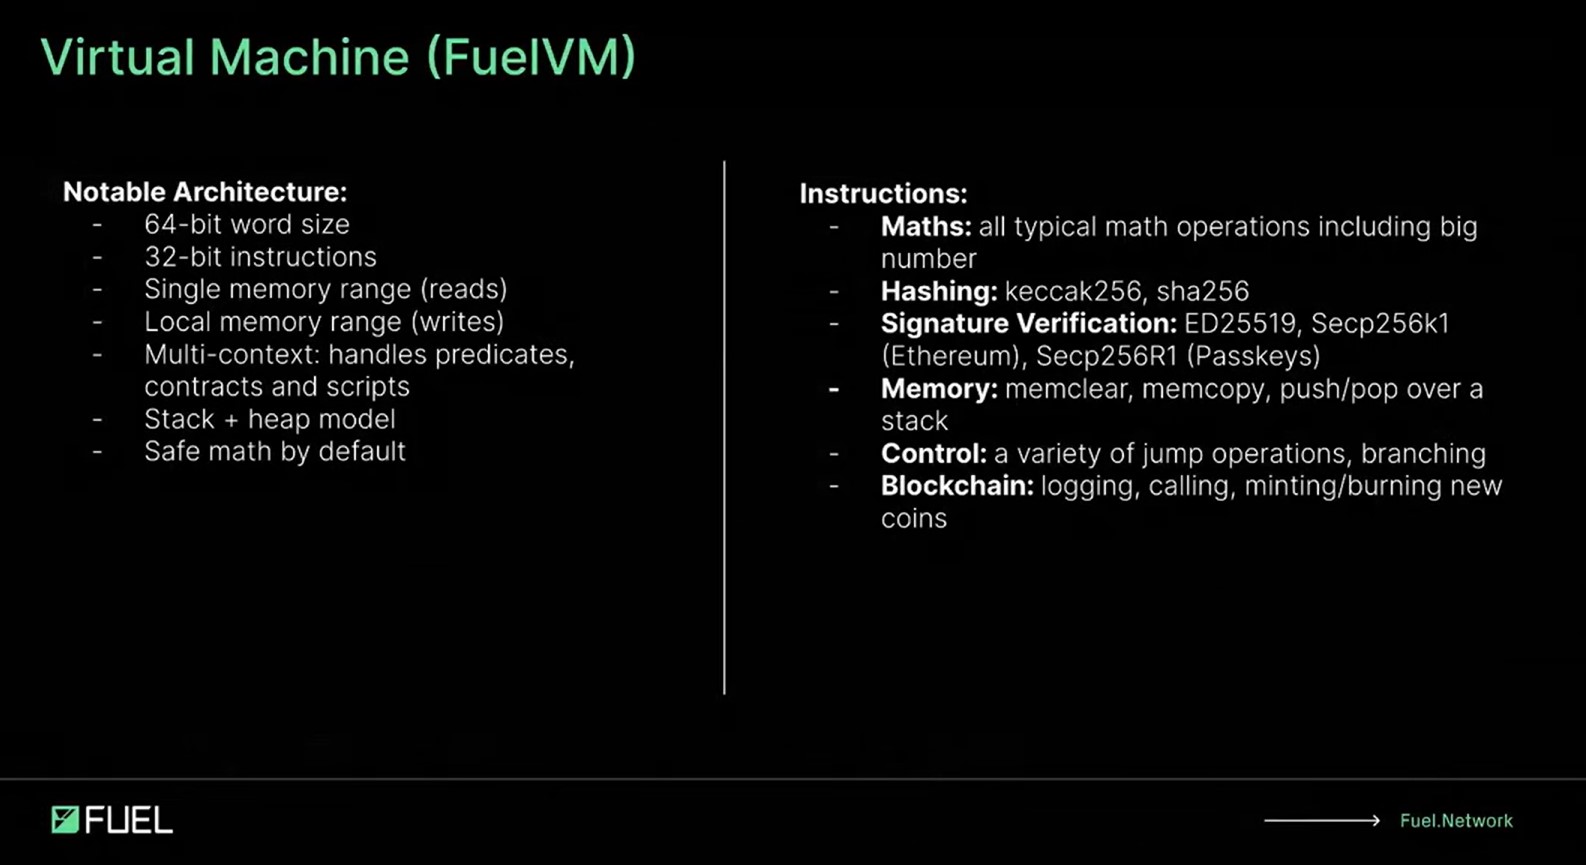 Virtual Machine (FuelVM)
Notable Architecture:
- 64-bit word size
- 32-bit instructions
- Single memory range (reads)
- Local memory range (writes)
- Multi-context: handles predicates,
contracts and scripts
- Stack + heap model
- Safe math by default
Instructions:
- Maths: all typical math operations including big
number
- Hashing: keccak256, sha256
- Signature Verification: ED25519, Secp256k1
(Ethereum), Secp256R1 (Passkeys)
- Memory: memclear, memcopy, push/pop over a
stack
- Control: a variety of jump operations, branching
- Blockchain: logging, calling, minting/burning new
coins
FUEL
Fuel.Network